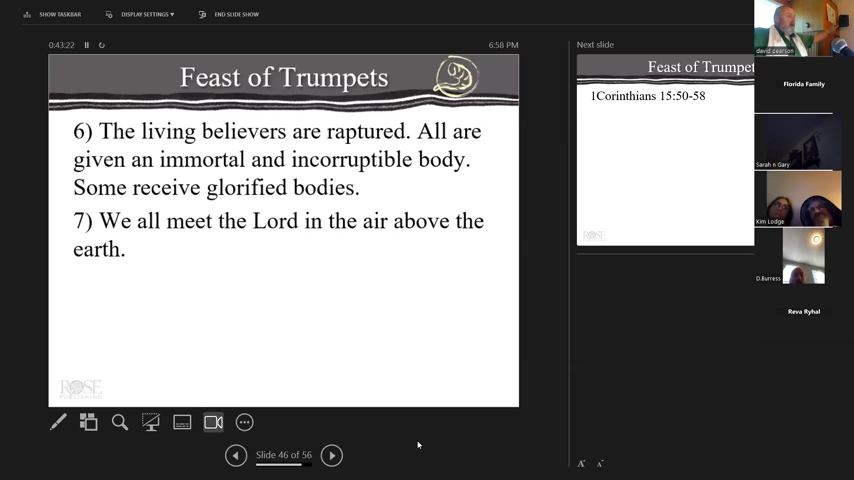 SHOW TASKBAR
DISPLAY SETTINGS
END SLIDE SHOW
0:43:22
6:58 PM
Feast of Trumpets
6) The living believers are raptured. All are
given an immortal and incorruptible body.
Some receive glorified bodies.
7) We all meet the Lord in the air above the
earth.
ROSE
PUBLISHING
Slide 46 of 56
Next slide
Feast of Trumpet
1Corinthians 15:50-58
ROSE
A A
david pearson
Florida Family
Sarah n Gary
Kim Lodge
D.Burress
Reva Ryhal